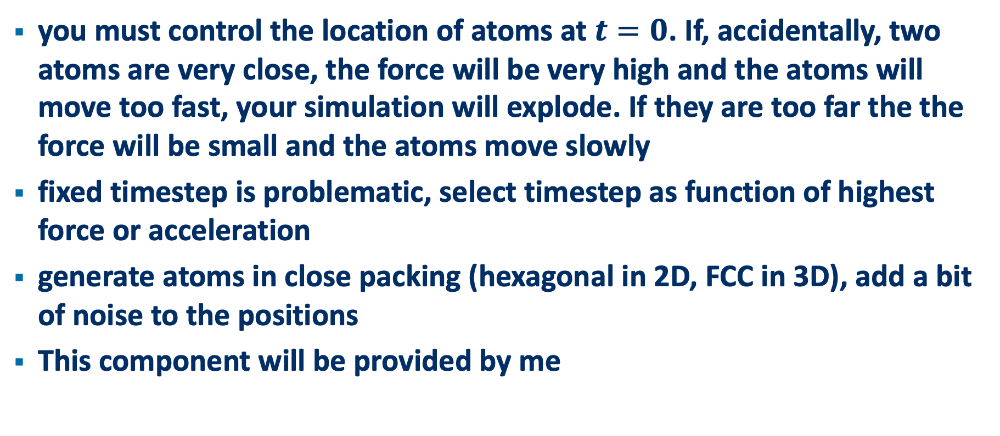 ▪ you must control the location of atoms at t = 0. If, accidentally, two
atoms are very close, the force will be very high and the atoms will
move too fast, your simulation will explode. If they are too far the the
force will be small and the atoms move slowly
▪ fixed timestep is problematic, select timestep as function of highest
force or acceleration
▪ generate atoms in close packing (hexagonal in 2D, FCC in 3D), add a bit
of noise to the positions
▪ This component will be provided by me